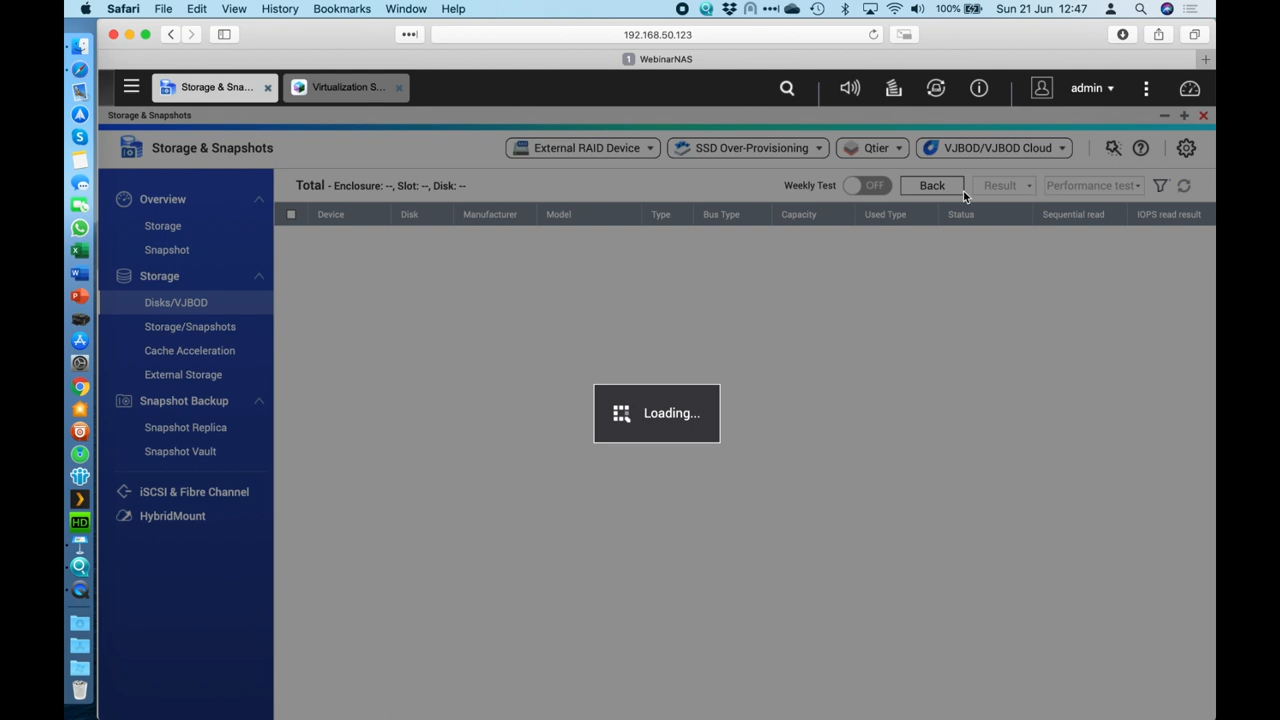 Safari File Edit View History Bookmarks Window Help 100% Sun 21 Jun 12:47
192.168.50.123
1 WebinarNAS
Storage & Sna... Virtualization S... admin
Storage & Snapshots
Storage & Snapshots External RAID Device SSD Over-Provisioning Qtier VJBOD/VJBOD Cloud
Total - Enclosure: --, Slot: --, Disk: -- Weekly Test OFF Back Result Performance test
Device Disk Manufacturer Model Type Bus Type Capacity Used Type Status Sequential read IOPS read result
Overview
Storage
Snapshot
Storage
Disks/VJBOD
Storage/Snapshots
Cache Acceleration
External Storage
Snapshot Backup
Snapshot Replica
Snapshot Vault
iSCSI & Fibre Channel
HybridMount
Loading...
HD